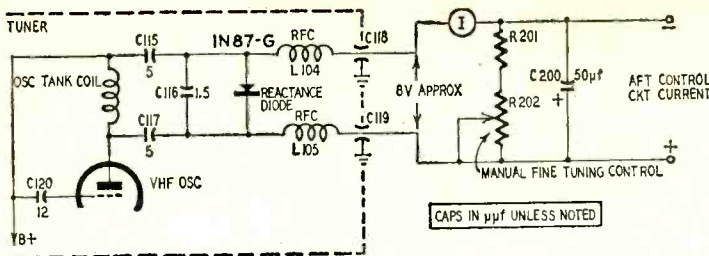 TUNER
C115
5
1N87-G
RFC
L104
C118
I
R201
OSC TANK COIL
C116
1.5
REACTANCE
DIODE
8V APPROX
C200
50µf
+
AFT CONTROL
CKT CURRENT
R202
C117
5
RFC
L105
C119
+
MANUAL FINE TUNING CONTROL
C120
12
VHF OSC
CAPS IN µµf UNLESS NOTED
B+